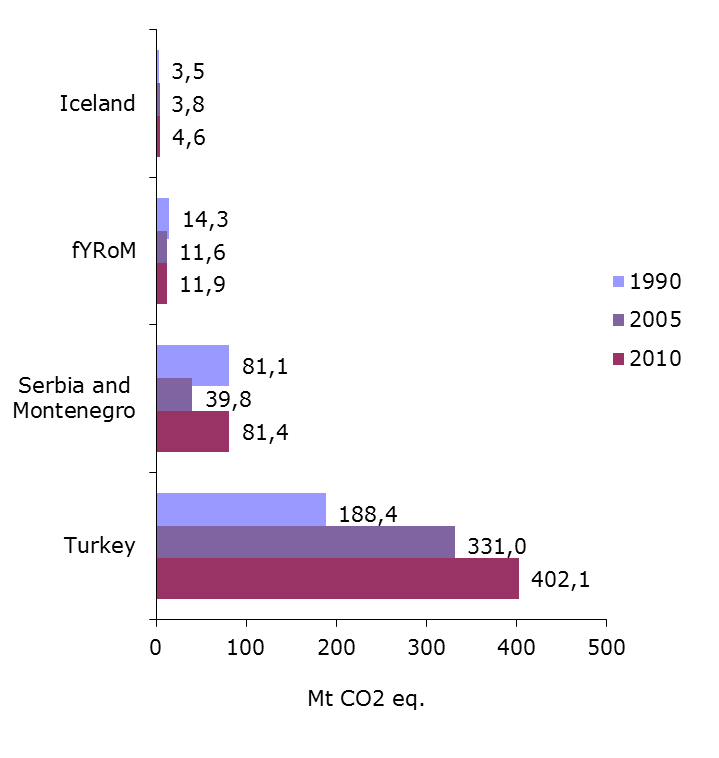 Iceland
3,5
3,8
4,6
fYRoM
14,3
11,6
11,9
Serbia and
Montenegro
81,1
39,8
81,4
Turkey
188,4
331,0
402,1
1990
2005
2010
0 100 200 300 400 500
Mt CO2 eq.